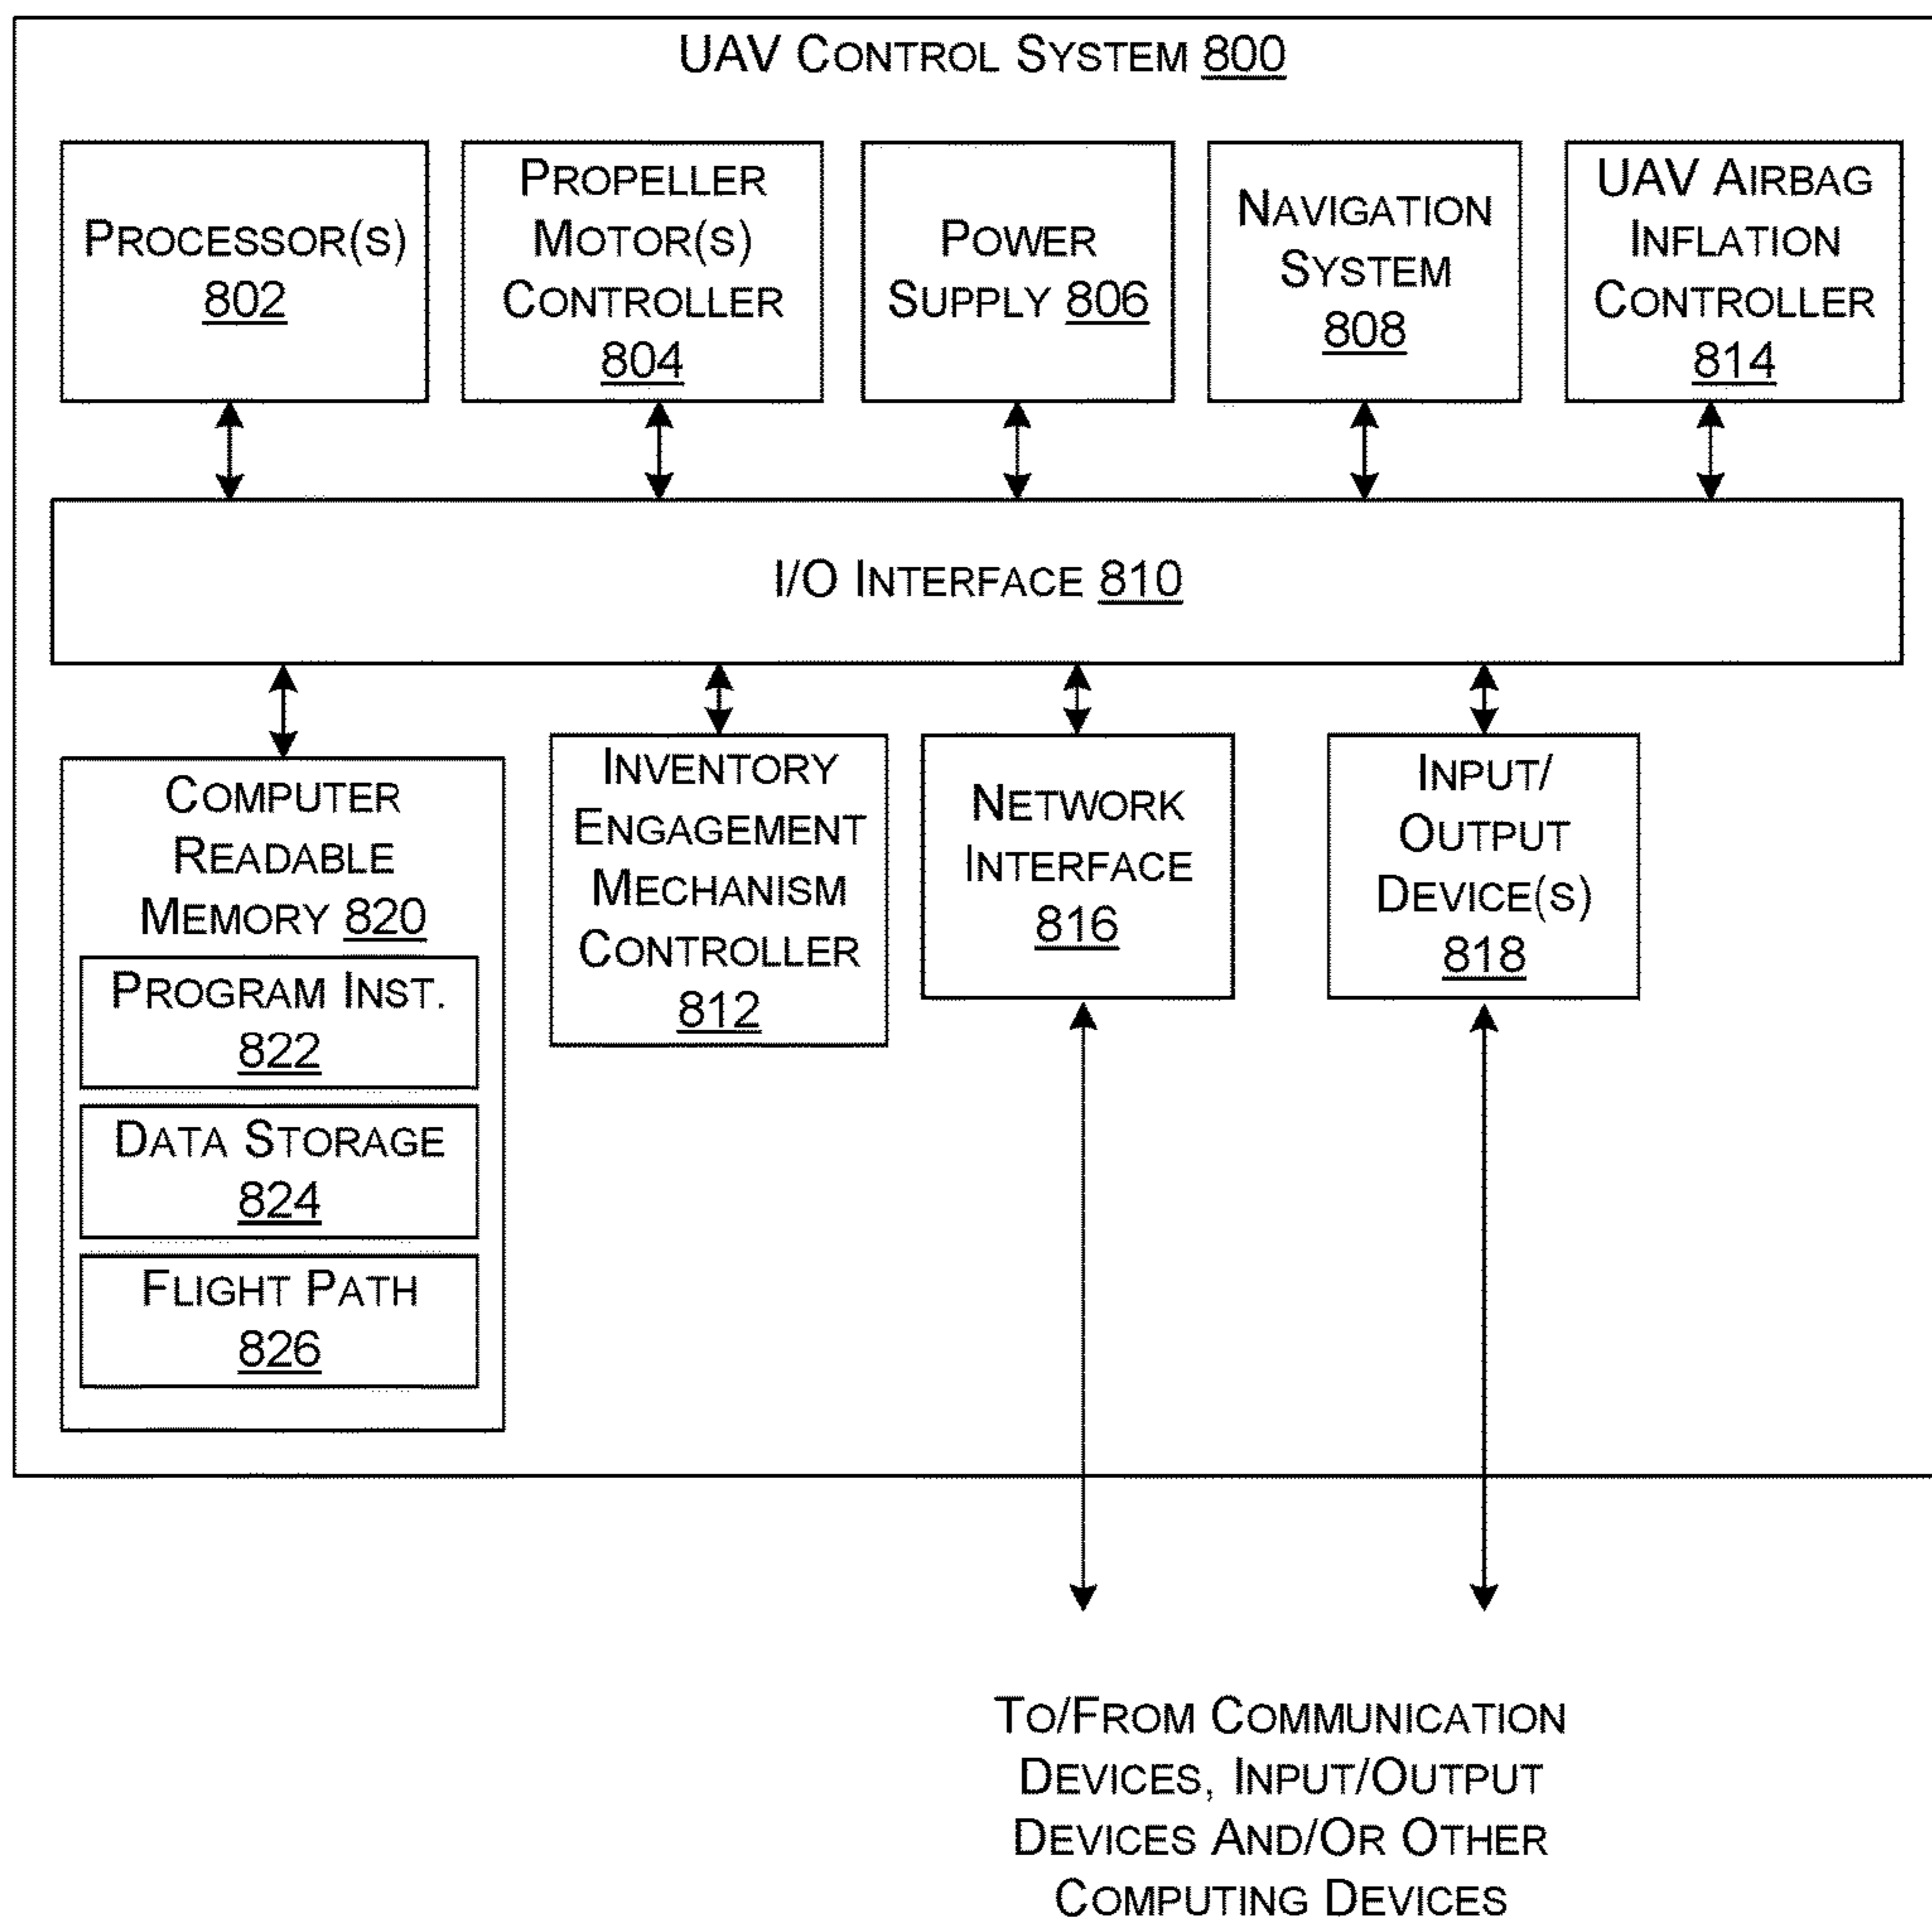 UAV CONTROL SYSTEM 800
PROCESSOR(S)
802
PROPELLER
MOTOR(S)
CONTROLLER
804
POWER
SUPPLY 806
NAVIGATION
SYSTEM
808
UAV AIRBAG
INFLATION
CONTROLLER
814
I/O INTERFACE 810
COMPUTER
READABLE
MEMORY 820
PROGRAM INST.
822
DATA STORAGE
824
FLIGHT PATH
826
INVENTORY
ENGAGEMENT
MECHANISM
CONTROLLER
812
NETWORK
INTERFACE
816
INPUT/
OUTPUT
DEVICE(S)
818
TO/FROM COMMUNICATION
DEVICES, INPUT/OUTPUT
DEVICES AND/OR OTHER
COMPUTING DEVICES